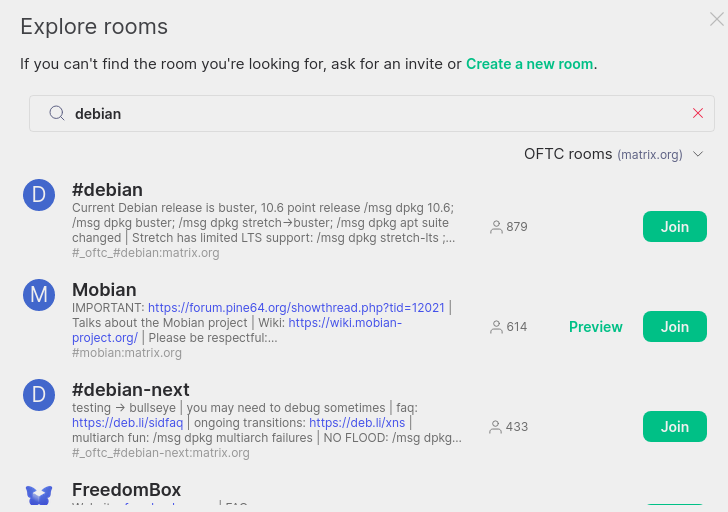 Explore rooms
If you can't find the room you're looking for, ask for an invite or Create a new room.
debian
OFTC rooms (matrix.org)
D
#debian
Current Debian release is buster, 10.6 point release /msg dpkg 10.6;
/msg dpkg buster; /msg dpkg stretch->buster; /msg dpkg apt suite
changed | Stretch has limited LTS support: /msg dpkg stretch-lts ;...
#_oftc_#debian:matrix.org
879
Join
M
Mobian
IMPORTANT: https://forum.pine64.org/showthread.php?tid=12021 |
Talks about the Mobian project | Wiki: https://wiki.mobian-
project.org/ | Please be respectful:...
#mobian:matrix.org
614
Preview
Join
D
#debian-next
testing -> bullseye | you may need to debug sometimes | faq:
https://deb.li/sidfaq | ongoing transitions: https://deb.li/xns |
multiarch fun: /msg dpkg multiarch failures | NO FLOOD: /msg dpkg...
#_oftc_#debian-next:matrix.org
433
Join
FreedomBox